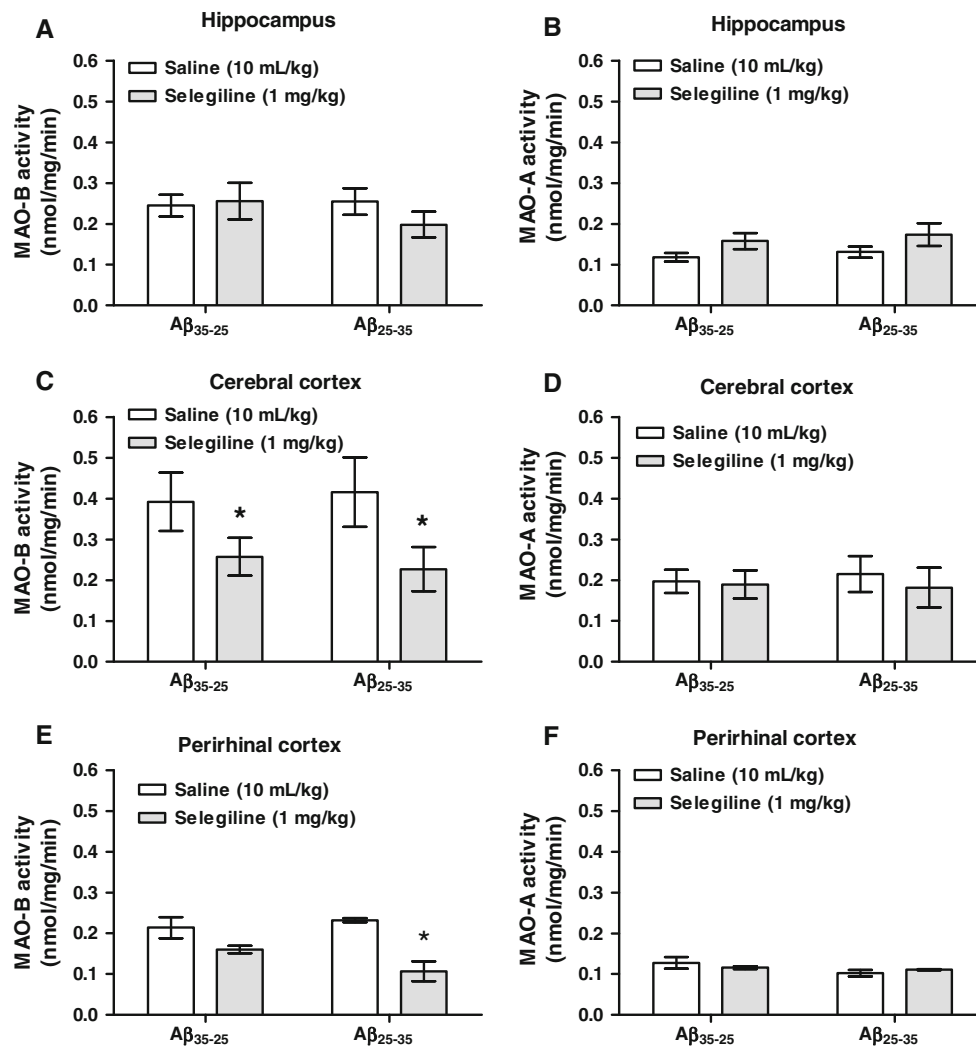 A
Hippocampus
Saline (10 mL/kg)
Selegiline (1 mg/kg)
MAO-B activity
(nmol/mg/min)
0.6
0.5
0.4
0.3
0.2
0.1
0.0
Aβ35-25
Aβ25-35
B
Hippocampus
Saline (10 mL/kg)
Selegiline (1 mg/kg)
MAO-A activity
(nmol/mg/min)
0.6
0.5
0.4
0.3
0.2
0.1
0.0
Aβ35-25
Aβ25-35
C
Cerebral cortex
Saline (10 mL/kg)
Selegiline (1 mg/kg)
MAO-B activity
(nmol/mg/min)
0.6
0.5
0.4
0.3
0.2
0.1
0.0
*
*
Aβ35-25
Aβ25-35
D
Cerebral cortex
Saline (10 mL/kg)
Selegiline (1 mg/kg)
MAO-A activity
(nmol/mg/min)
0.6
0.5
0.4
0.3
0.2
0.1
0.0
Aβ35-25
Aβ25-35
E
Perirhinal cortex
Saline (10 mL/kg)
Selegiline (1 mg/kg)
MAO-B activity
(nmol/mg/min)
0.6
0.5
0.4
0.3
0.2
0.1
0.0
*
Aβ35-25
Aβ25-35
F
Perirhinal cortex
Saline (10 mL/kg)
Selegiline (1 mg/kg)
MAO-A activity
(nmol/mg/min)
0.6
0.5
0.4
0.3
0.2
0.1
0.0
Aβ35-25
Aβ25-35